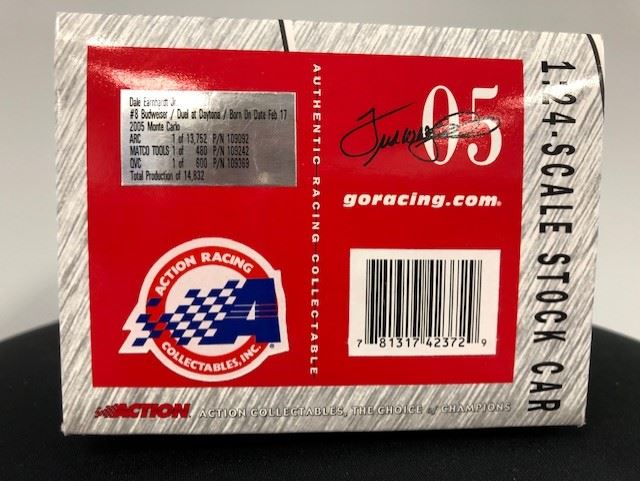 Dale Earnhardt Jr.
#8 Budweiser / Duel at Daytona / Born On Date Feb 17
2005 Monte Carlo
ARC 1 of 13,752 P/N 109092
MATCO TOOLS 1 of 480 P/N 109242
QVC 1 of 600 P/N 109369
Total Production of 14,832
ACTION RACING
A
COLLECTABLES, INC.®
AUTHENTIC RACING COLLECTABLE
05
goracing.com®
7 81317 42372 9
1:24-SCALE STOCK CAR
ACTION. ACTION COLLECTABLES, THE CHOICE of CHAMPIONS